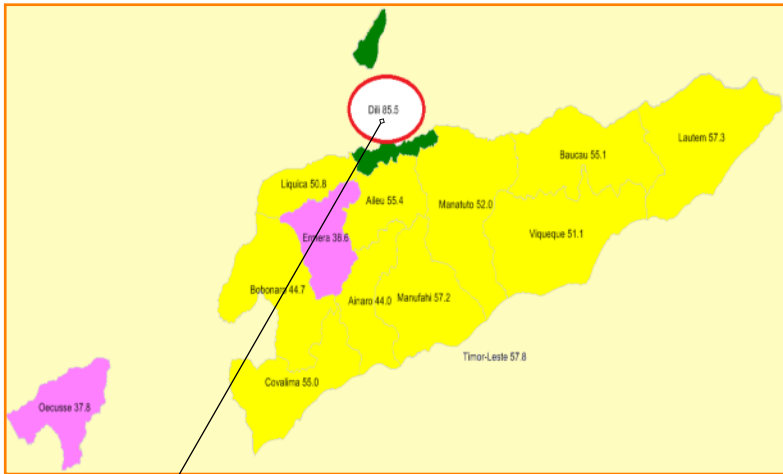 Dili 85.5
Lautem 57.3
Baucau 55.1
Liquica 50.8
Aileu 55.4
Manatuto 52.0
Viqueque 51.1
Ermera 38.6
Bobonaro 44.7
Ainaro 44.0
Manufahi 57.2
Timor-Leste 57.8
Covalima 55.0
Oecusse 37.8